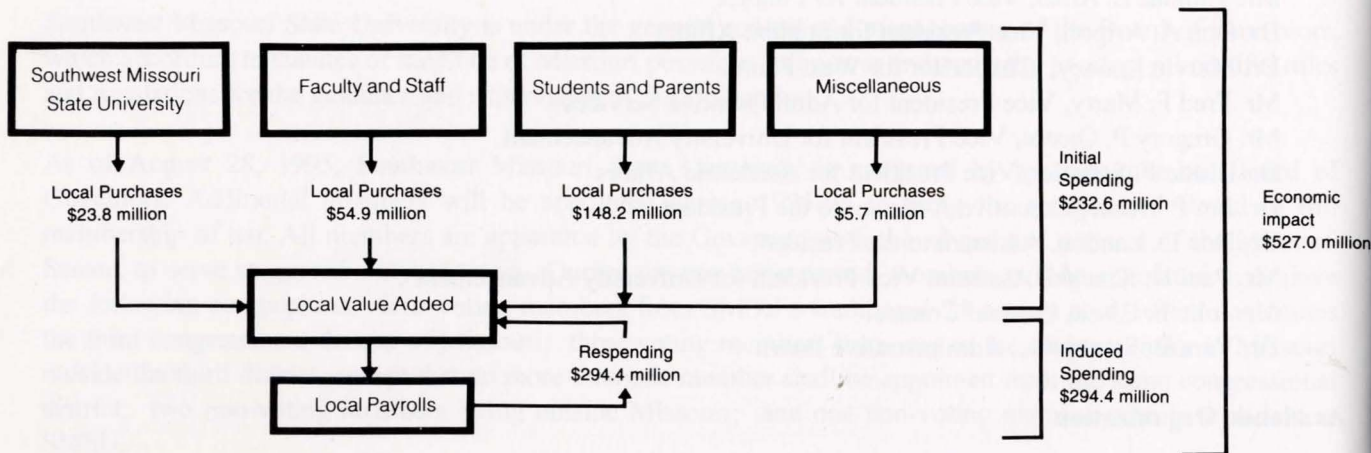 Southwest Missouri
State University
Faculty and Staff
Students and Parents
Miscellaneous
Local Purchases
$23.8 million
Local Purchases
$54.9 million
Local Purchases
$148.2 million
Local Purchases
$5.7 million
Initial
Spending
$232.6 million
Economic
Impact
$527.0 million
Local Value Added
Respending
$294.4 million
Induced
Spending
$294.4 million
Local Payrolls